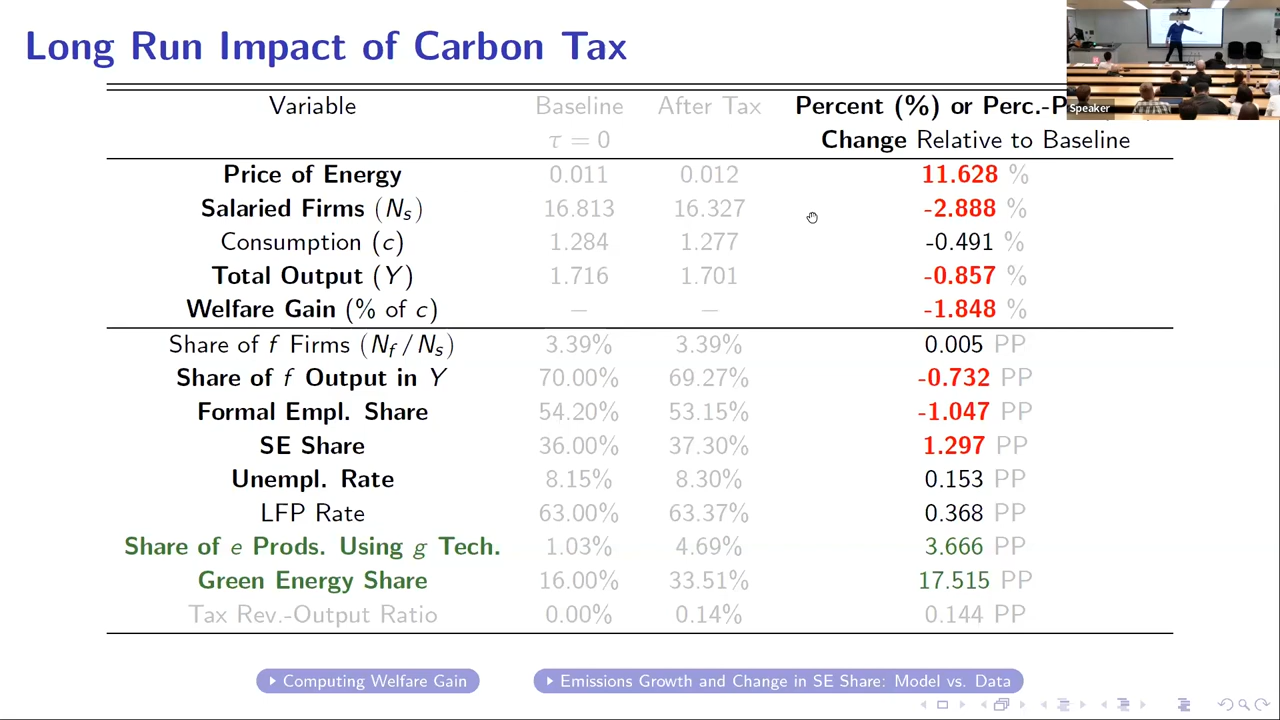 Long Run Impact of Carbon Tax
Variable Baseline After Tax Percent (%) or Perc.-P
τ = 0 Change Relative to Baseline
Price of Energy 0.011 0.012 11.628 %
Salaried Firms (Ns) 16.813 16.327 -2.888 %
Consumption (c) 1.284 1.277 -0.491 %
Total Output (Y) 1.716 1.701 -0.857 %
Welfare Gain (% of c) – – -1.848 %
Share of f Firms (Nf/Ns) 3.39% 3.39% 0.005 PP
Share of f Output in Y 70.00% 69.27% -0.732 PP
Formal Empl. Share 54.20% 53.15% -1.047 PP
SE Share 36.00% 37.30% 1.297 PP
Unempl. Rate 8.15% 8.30% 0.153 PP
LFP Rate 63.00% 63.37% 0.368 PP
Share of e Prods. Using g Tech. 1.03% 4.69% 3.666 PP
Green Energy Share 16.00% 33.51% 17.515 PP
Tax Rev.-Output Ratio 0.00% 0.14% 0.144 PP
Computing Welfare Gain
Emissions Growth and Change in SE Share: Model vs. Data
Speaker